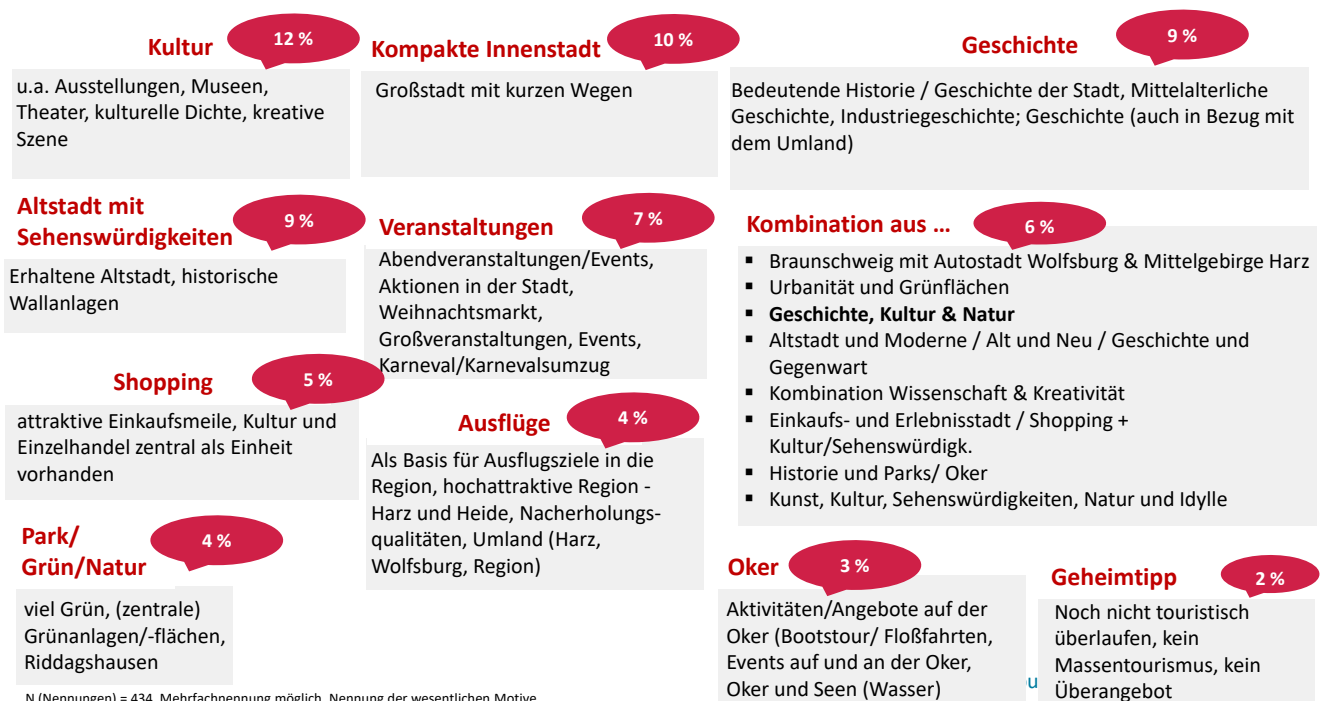 Kultur
12 %
u.a. Ausstellungen, Museen,
Theater, kulturelle Dichte, kreative
Szene
Kompakte Innenstadt
10 %
Großstadt mit kurzen Wegen
Geschichte
9 %
Bedeutende Historie / Geschichte der Stadt, Mittelalterliche
Geschichte, Industriegeschichte; Geschichte (auch in Bezug mit
dem Umland)
Altstadt mit
Sehenswürdigkeiten
9 %
Erhaltene Altstadt, historische
Wallanlagen
Veranstaltungen
7 %
Abendveranstaltungen/Events,
Aktionen in der Stadt,
Weihnachtsmarkt,
Großveranstaltungen, Events,
Karneval/Karnevalsumzug
Kombination aus ...
6 %
▪ Braunschweig mit Autostadt Wolfsburg & Mittelgebirge Harz
▪ Urbanität und Grünflächen
▪ Geschichte, Kultur & Natur
▪ Altstadt und Moderne / Alt und Neu / Geschichte und
Gegenwart
▪ Kombination Wissenschaft & Kreativität
▪ Einkaufs- und Erlebnisstadt / Shopping +
Kultur/Sehenswürdigk.
▪ Historie und Parks/ Oker
▪ Kunst, Kultur, Sehenswürdigkeiten, Natur und Idylle
Shopping
5 %
attraktive Einkaufsmeile, Kultur und
Einzelhandel zentral als Einheit
vorhanden
Ausflüge
4 %
Als Basis für Ausflugsziele in die
Region, hochattraktive Region -
Harz und Heide, Nacherholungs-
qualitäten, Umland (Harz,
Wolfsburg, Region)
Park/
Grün/Natur
4 %
viel Grün, (zentrale)
Grünanlagen/-flächen,
Riddagshausen
Oker
3 %
Aktivitäten/Angebote auf der
Oker (Bootstour/ Floßfahrten,
Events auf und an der Oker,
Oker und Seen (Wasser)
Geheimtipp
2 %
Noch nicht touristisch
überlaufen, kein
Massentourismus, kein
Überangebot
N (Nennungen) = 434, Mehrfachnennung möglich, Nennung der wesentlichen Motive